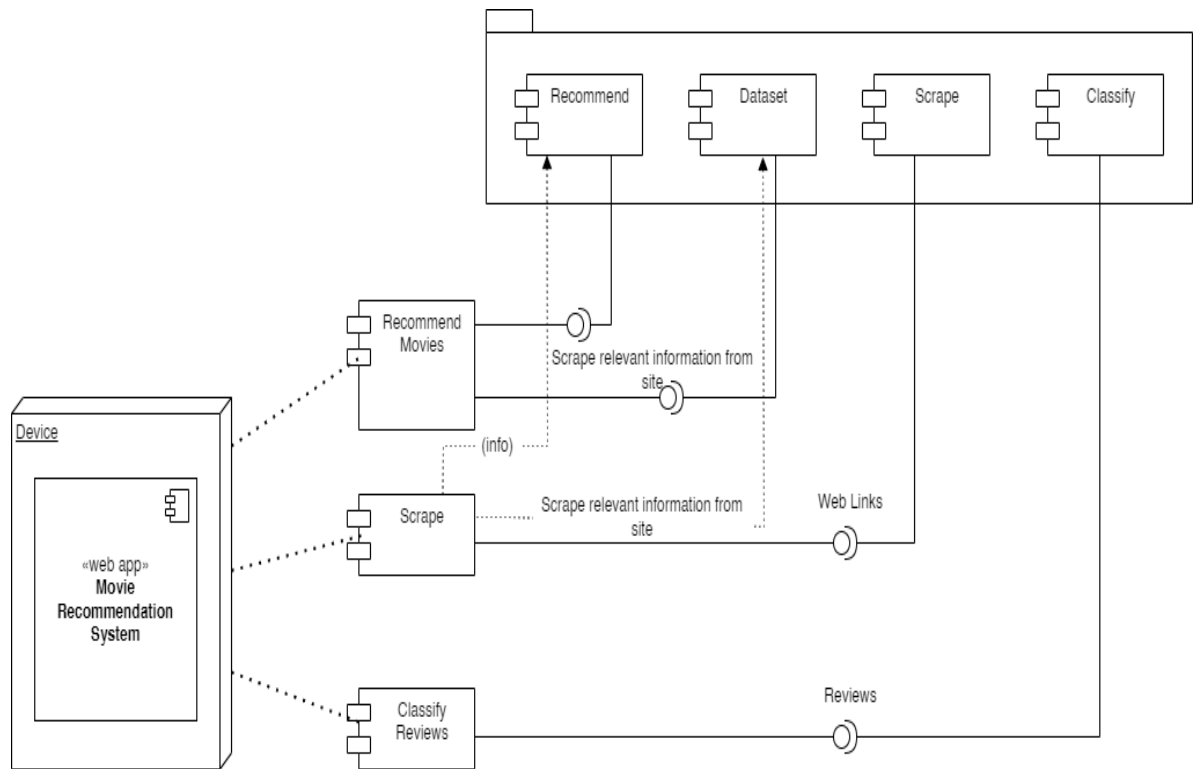 Recommend
Dataset
Scrape
Classify
Recommend
Movies
Scrape relevant information from
site
Device
(info)
Scrape
Scrape relevant information from
site
Web Links
«web app»
Movie
Recommendation
System
Classify
Reviews
Reviews